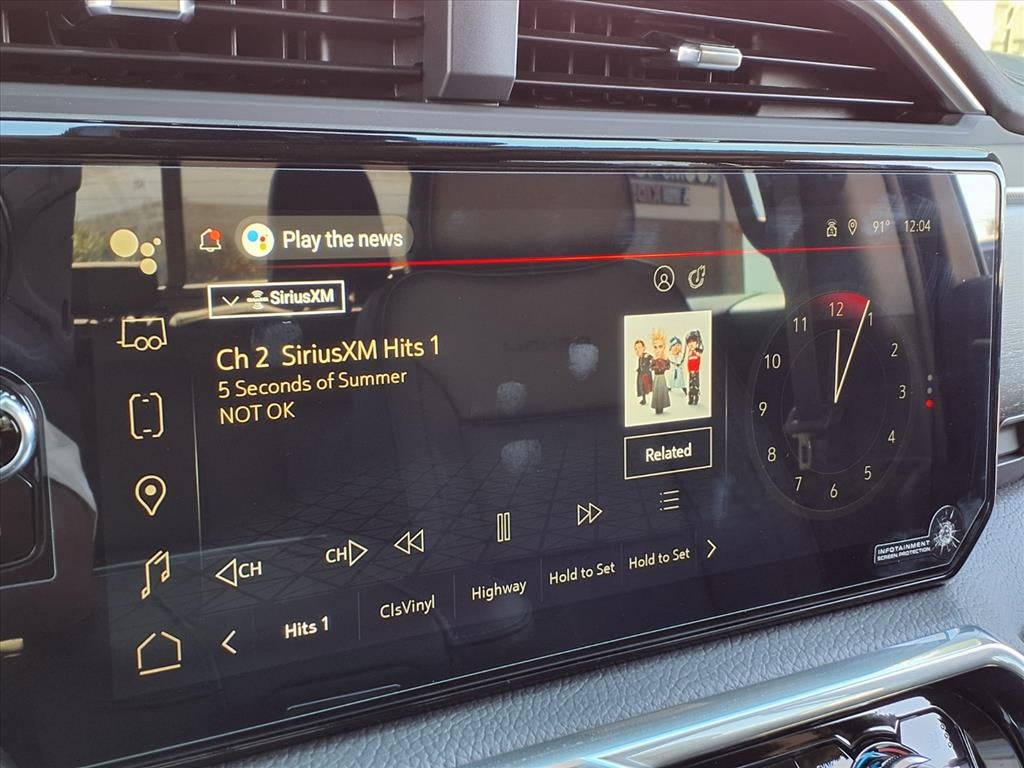 Play the news
91° 12:04
SiriusXM
Ch 2 SiriusXM Hits 1
5 Seconds of Summer
NOT OK
Related
12
1
2
3
4
5
6
7
8
9
10
11
CH
CH
Hits 1
ClsVinyl
Highway
Hold to Set
Hold to Set
INFOTAINMENT
SCREEN PROTECTION